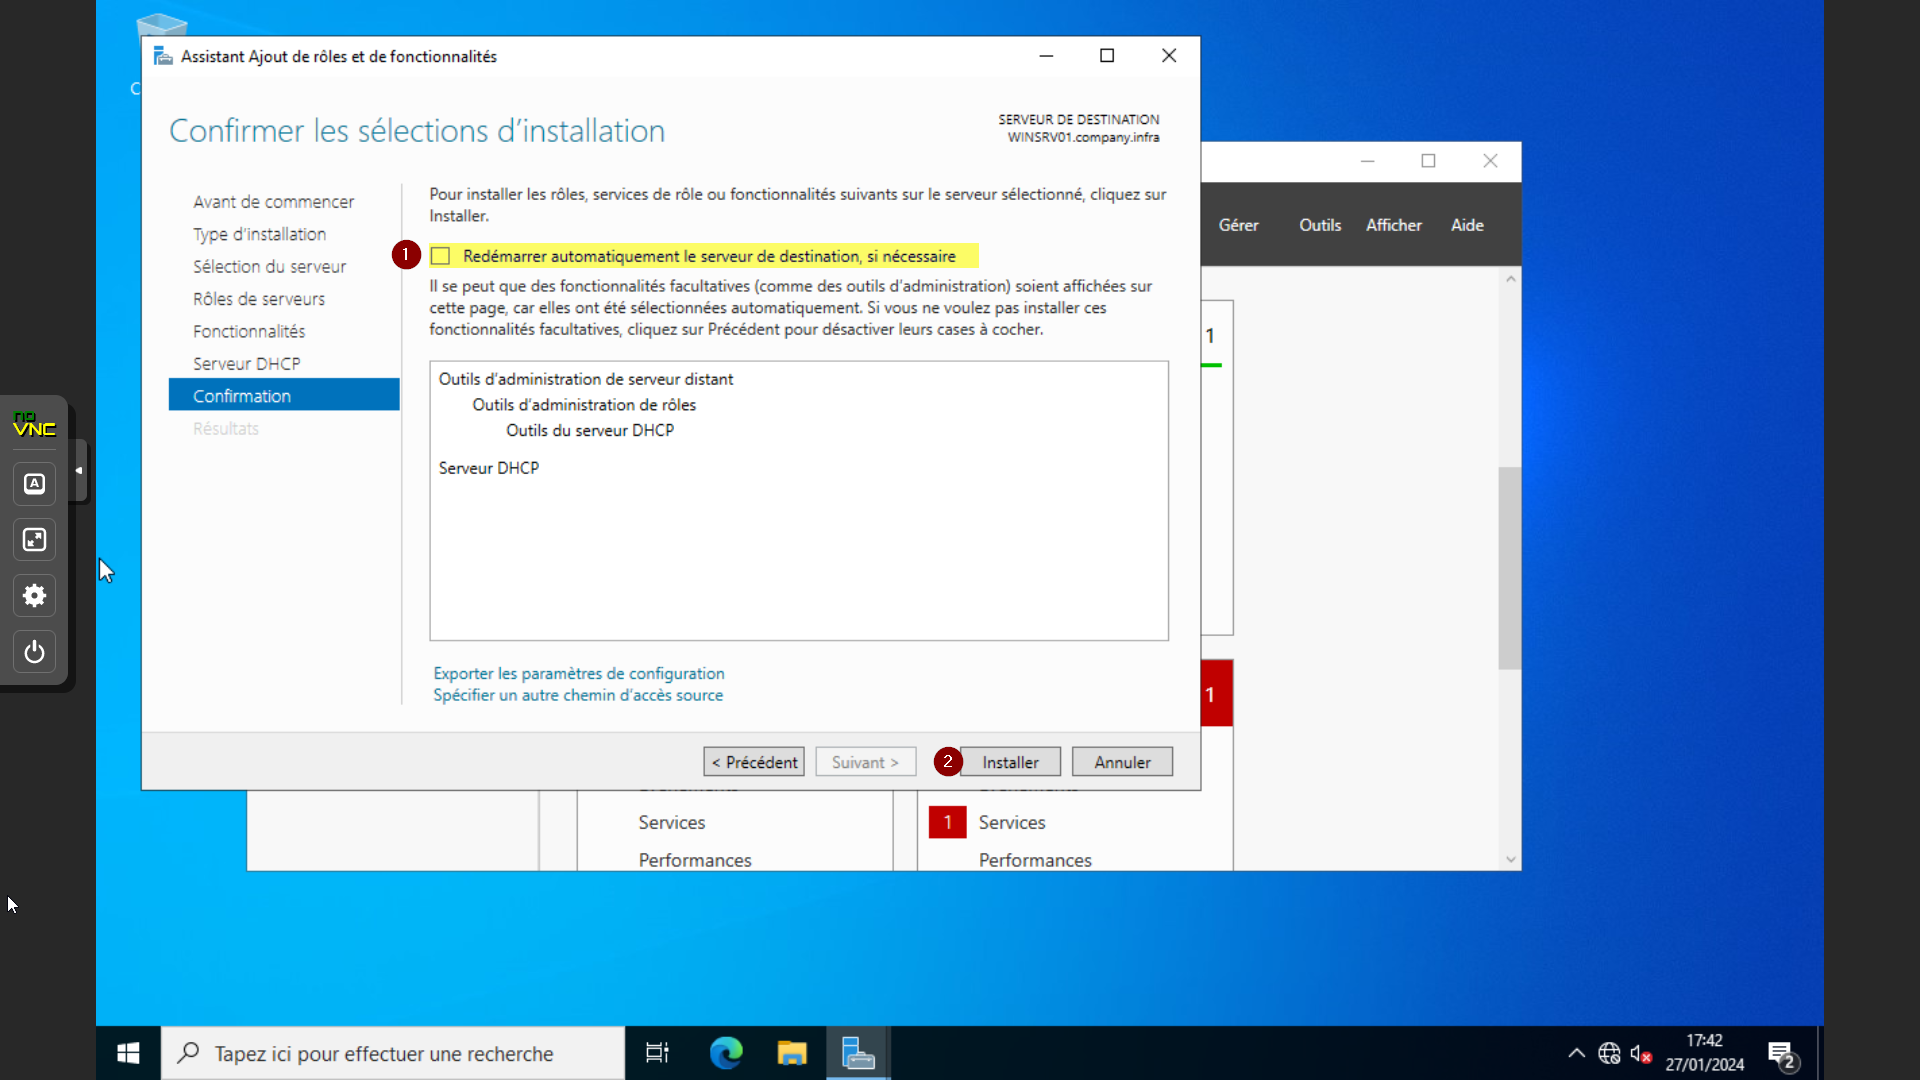 Assistant Ajout de rôles et de fonctionnalités
Confirmer les sélections d'installation
SERVEUR DE DESTINATION
WINSRV01.company.infra
Avant de commencer
Type d'installation
Sélection du serveur
Rôles de serveurs
Fonctionnalités
Serveur DHCP
Confirmation
Résultats
Pour installer les rôles, services de rôle ou fonctionnalités suivants sur le serveur sélectionné, cliquez sur
Installer.
1
Redémarrer automatiquement le serveur de destination, si nécessaire
Il se peut que des fonctionnalités facultatives (comme des outils d'administration) soient affichées sur
cette page, car elles ont été sélectionnées automatiquement. Si vous ne voulez pas installer ces
fonctionnalités facultatives, cliquez sur Précédent pour désactiver leurs cases à cocher.
Outils d'administration de serveur distant
Outils d'administration de rôles
Outils du serveur DHCP
Serveur DHCP
Exporter les paramètres de configuration
Spécifier un autre chemin d'accès source
< Précédent
Suivant >
2
Installer
Annuler
Gérer
Outils
Afficher
Aide
1
1
Services
Performances
1
Services
Performances
no
VNC
A
Tapez ici pour effectuer une recherche
17:42
27/01/2024
2